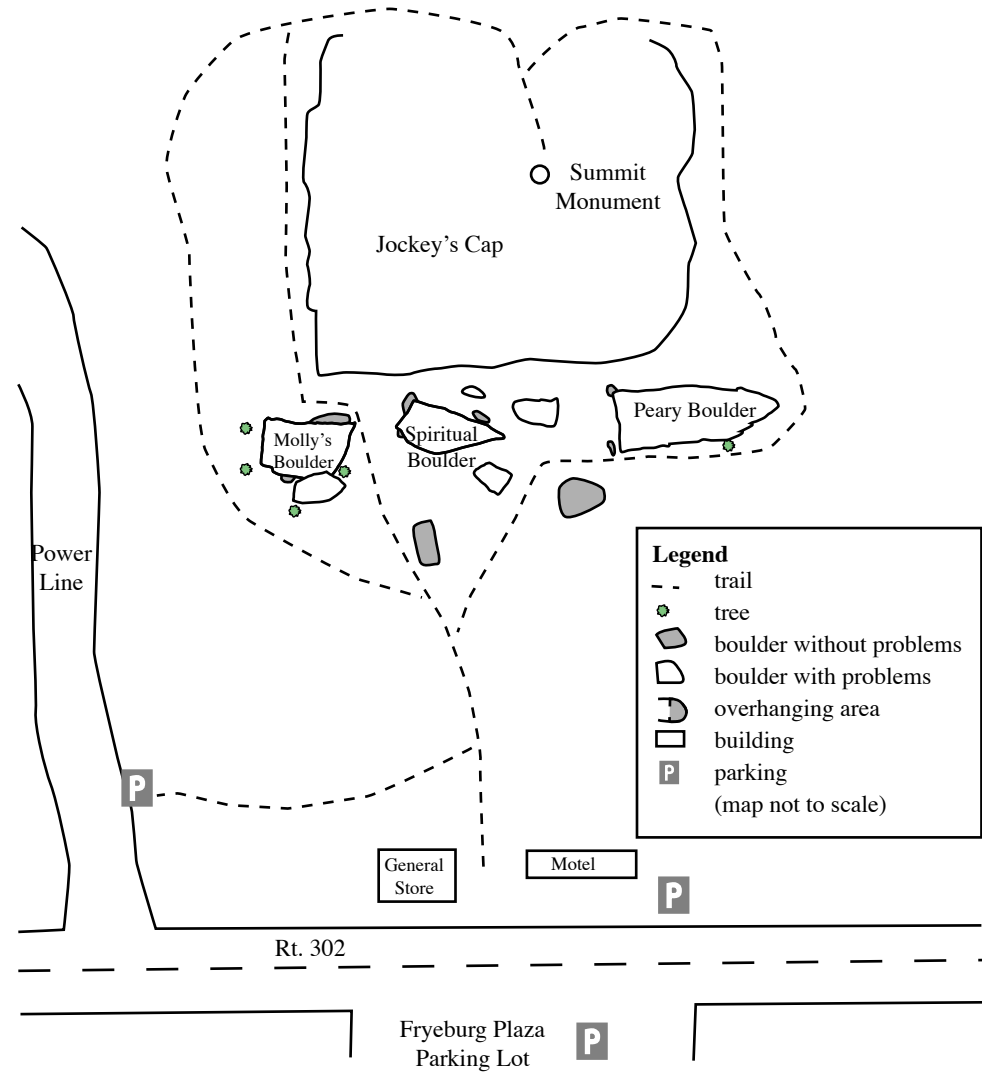 Summit
Monument
Jockey's Cap
Peary Boulder
Molly's
Boulder
Spiritual
Boulder
Power
Line
Legend
trail
tree
boulder without problems
boulder with problems
overhanging area
building
P parking
(map not to scale)
P
General
Store
Motel
P
Rt. 302
Fryeburg Plaza
Parking Lot
P